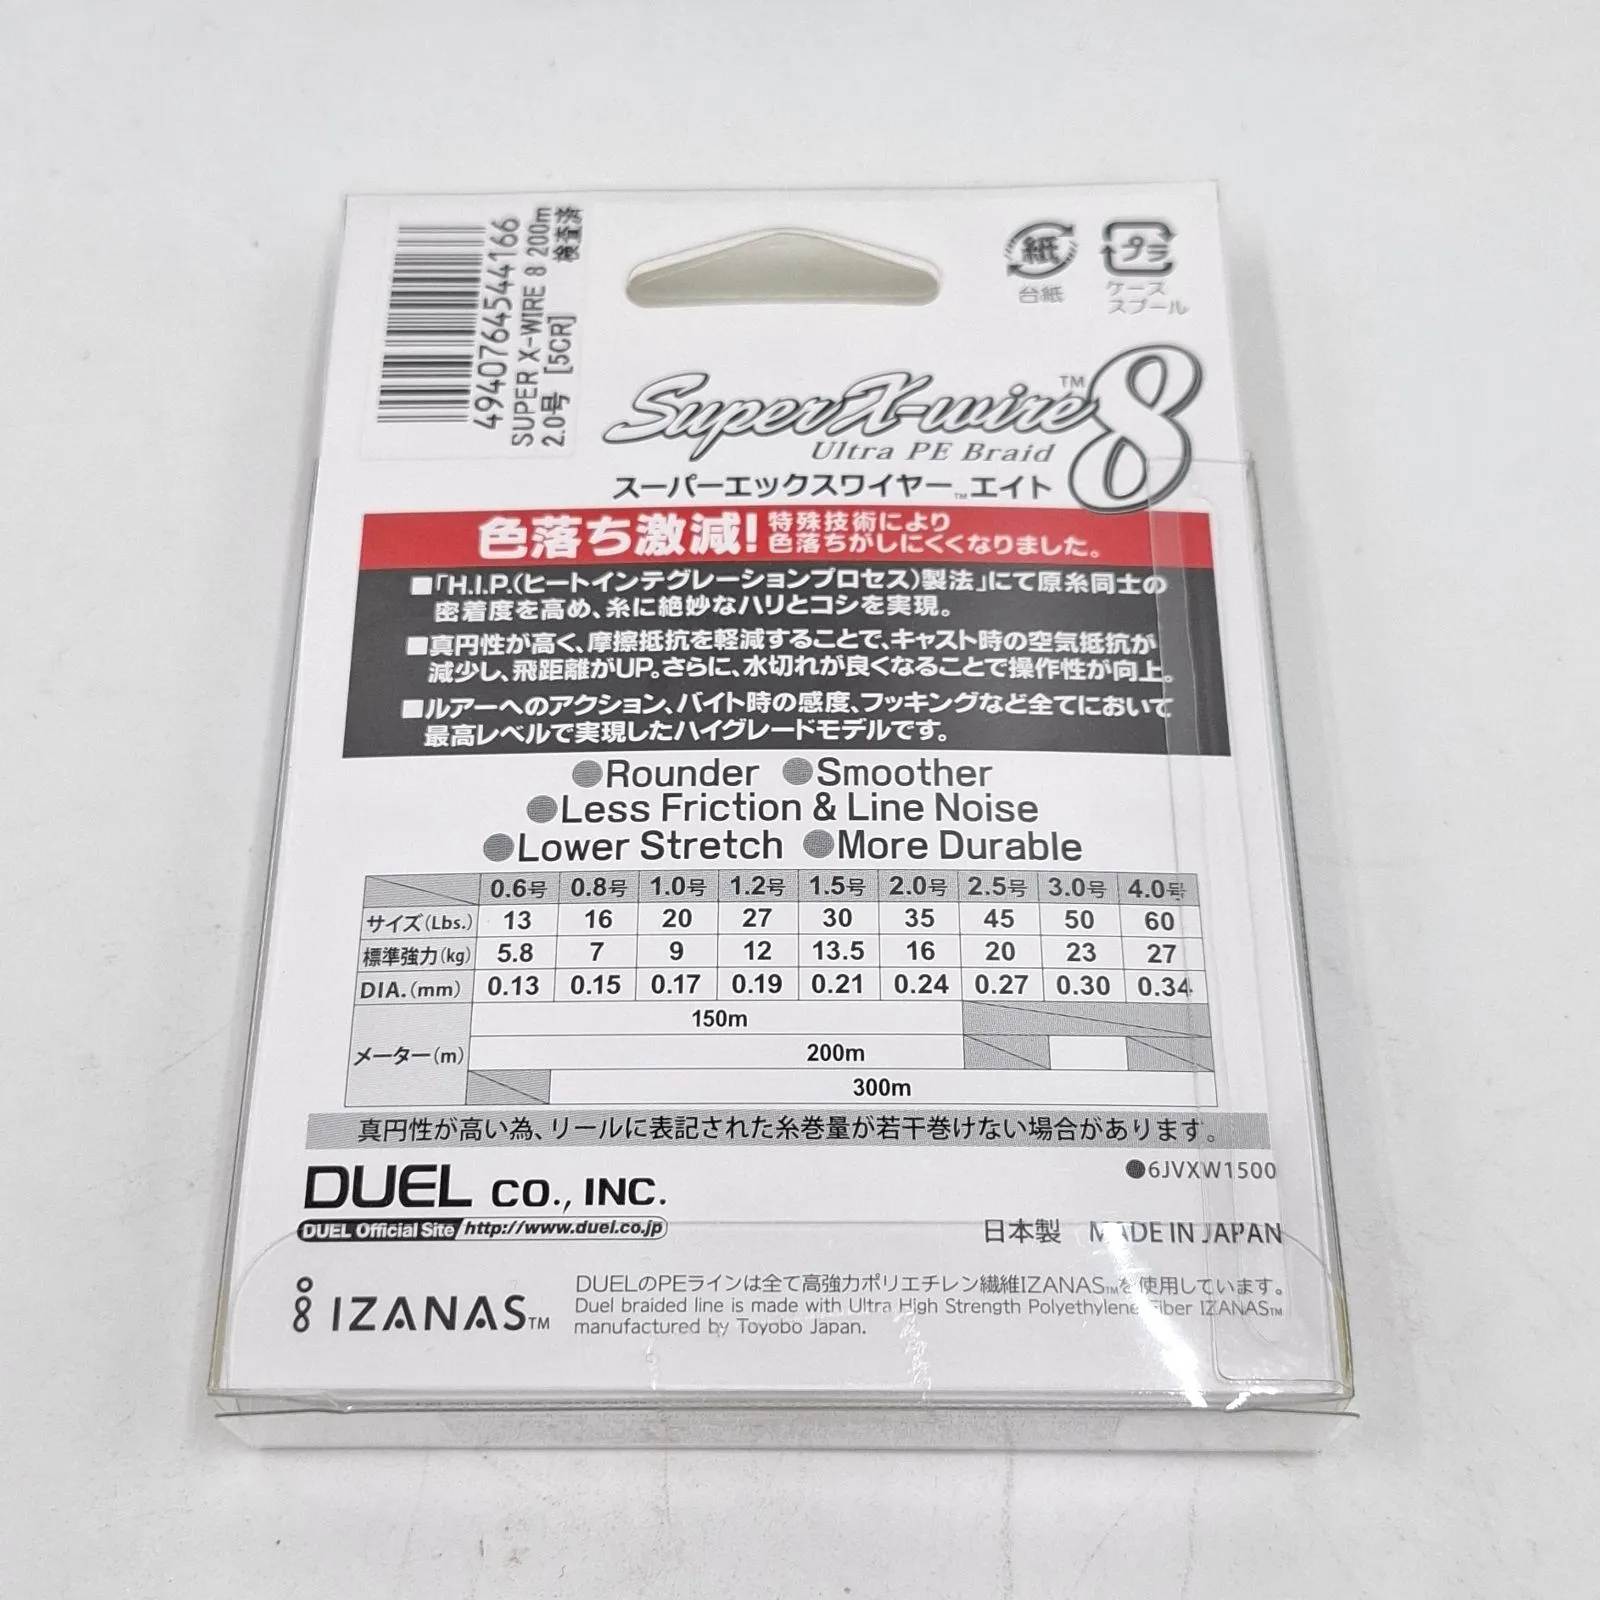 4940764544166
SUPER X-WIRE 8 200m
2.0号 [5CR] 検査済
紙
台紙
プラ
ケース
スプール
Super X-wire™ 8
Ultra PE Braid
スーパーエックスワイヤー™エイト
色落ち激減! 特殊技術により
色落ちがしにくくなりました。
■「H.I.P.(ヒートインテグレーションプロセス)製法」にて原糸同士の
密着度を高め、糸に絶妙なハリとコシを実現。
■真円性が高く、摩擦抵抗を軽減することで、キャスト時の空気抵抗が
減少し、飛距離がUP。さらに、水切れが良くなることで操作性が向上。
■ルアーへのアクション、バイト時の感度、フッキングなど全てにおいて
最高レベルで実現したハイグレードモデルです。
●Rounder ●Smoother
●Less Friction & Line Noise
●Lower Stretch ●More Durable
0.6号 0.8号 1.0号 1.2号 1.5号 2.0号 2.5号 3.0号 4.0号
サイズ(Lbs.) 13 16 20 27 30 35 45 50 60
標準強力(kg) 5.8 7 9 12 13.5 16 20 23 27
DIA.(mm) 0.13 0.15 0.17 0.19 0.21 0.24 0.27 0.30 0.34
150m
メーター(m) 200m
300m
真円性が高い為、リールに表記された糸巻量が若干巻けない場合があります。
DUEL CO., INC.
●6JVXW1500
DUEL Official Site http://www.duel.co.jp
日本製 MADE IN JAPAN
IZANAS™
DUELのPEラインは全て高強力ポリエチレン繊維IZANAS™を使用しています。
Duel braided line is made with Ultra High Strength Polyethylene Fiber IZANAS™
manufactured by Toyobo Japan.